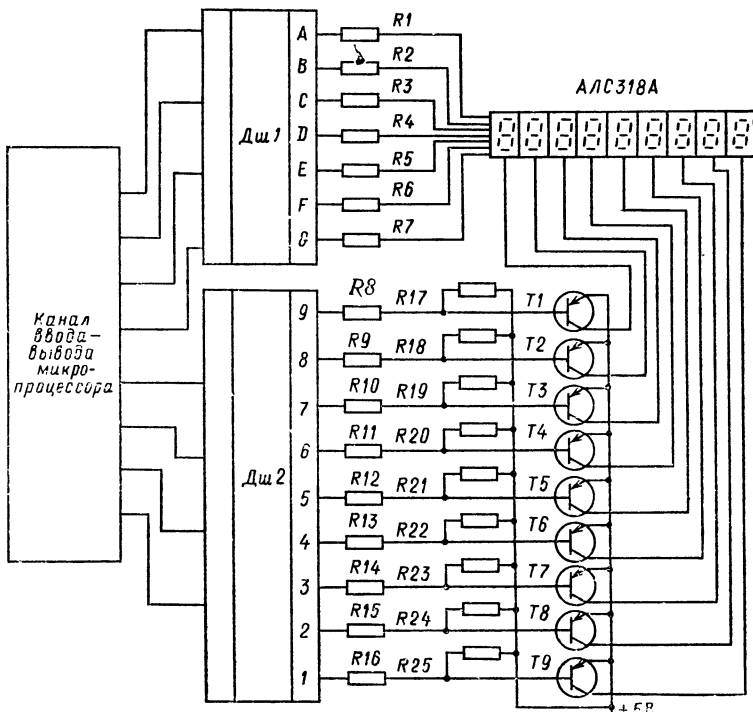 A R1
B R2
C R3
D R4
E R5
F R6
G R7
Дш1
АЛС318А
Канал
ввода–
вывода
микро-
процессора
Дш2
9 R8 R17 T1
8 R9 R18 T2
7 R10 R19 T3
6 R11 R20 T4
5 R12 R21 T5
4 R13 R22 T6
3 R14 R23 T7
2 R15 R24 T8
1 R16 R25 T9